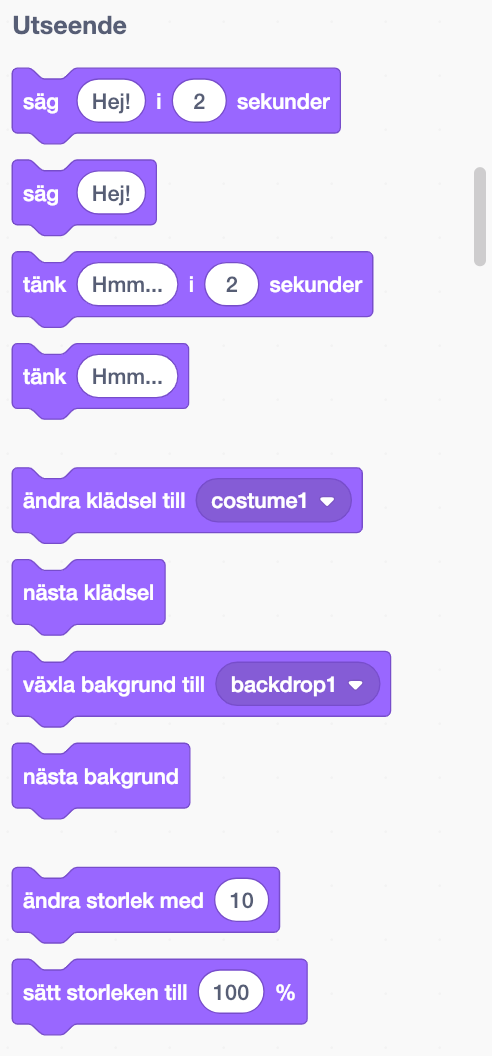 Utseende
säg Hej! i 2 sekunder
säg Hej!
tänk Hmm... i 2 sekunder
tänk Hmm...
ändra klädsel till costume1
nästa klädsel
växla bakgrund till backdrop1
nästa bakgrund
ändra storlek med 10
sätt storleken till 100 %